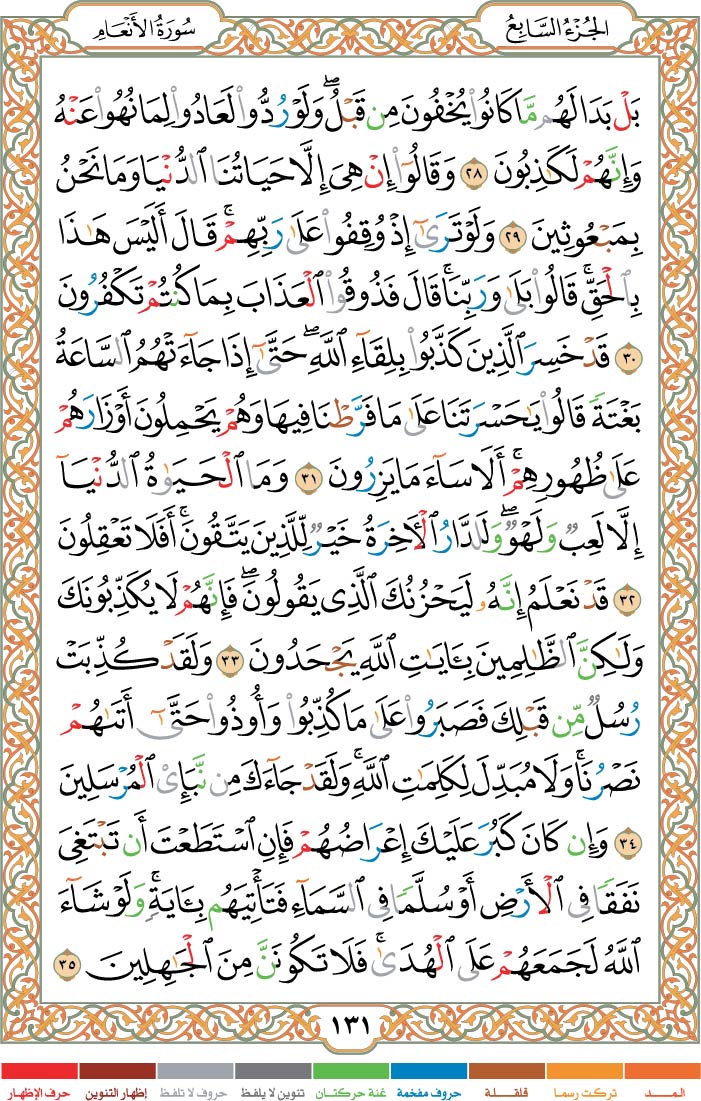 الجُزْءُ السَّابِعُ
سُورَةُ الأَنْعَامِ
بَلْ بَدَا لَهُم مَّا كَانُوا۟ يُخْفُونَ مِن قَبْلُ ۖ وَلَوْ رُدُّوا۟ لَعَادُوا۟ لِمَا نُهُوا۟ عَنْهُ
وَإِنَّهُمْ لَكَـٰذِبُونَ ٢٨ وَقَالُوٓا۟ إِنْ هِىَ إِلَّا حَيَاتُنَا ٱلدُّنْيَا وَمَا نَحْنُ
بِمَبْعُوثِينَ ٢٩ وَلَوْ تَرَىٰٓ إِذْ وُقِفُوا۟ عَلَىٰ رَبِّهِمْ ۚ قَالَ أَلَيْسَ هَـٰذَا
بِٱلْحَقِّ ۚ قَالُوا۟ بَلَىٰ وَرَبِّنَا ۚ قَالَ فَذُوقُوا۟ ٱلْعَذَابَ بِمَا كُنتُمْ تَكْفُرُونَ
٣٠ قَدْ خَسِرَ ٱلَّذِينَ كَذَّبُوا۟ بِلِقَآءِ ٱللَّهِ ۖ حَتَّىٰٓ إِذَا جَآءَتْهُمُ ٱلسَّاعَةُ
بَغْتَةً قَالُوا۟ يَـٰحَسْرَتَنَا عَلَىٰ مَا فَرَّطْنَا فِيهَا وَهُمْ يَحْمِلُونَ أَوْزَارَهُمْ
عَلَىٰ ظُهُورِهِمْ ۚ أَلَا سَآءَ مَا يَزِرُونَ ٣١ وَمَا ٱلْحَيَوٰةُ ٱلدُّنْيَآ
إِلَّا لَعِبٌ وَلَهْوٌ ۖ وَلَلدَّارُ ٱلْـَٔاخِرَةُ خَيْرٌ لِّلَّذِينَ يَتَّقُونَ ۗ أَفَلَا تَعْقِلُونَ
٣٢ قَدْ نَعْلَمُ إِنَّهُۥ لَيَحْزُنُكَ ٱلَّذِى يَقُولُونَ ۖ فَإِنَّهُمْ لَا يُكَذِّبُونَكَ
وَلَـٰكِنَّ ٱلظَّـٰلِمِينَ بِـَٔايَـٰتِ ٱللَّهِ يَجْحَدُونَ ٣٣ وَلَقَدْ كُذِّبَتْ
رُسُلٌ مِّن قَبْلِكَ فَصَبَرُوا۟ عَلَىٰ مَا كُذِّبُوا۟ وَأُوذُوا۟ حَتَّىٰٓ أَتَىٰهُمْ
نَصْرُنَا ۚ وَلَا مُبَدِّلَ لِكَلِمَـٰتِ ٱللَّهِ ۚ وَلَقَدْ جَآءَكَ مِن نَّبَإِى۟ ٱلْمُرْسَلِينَ
٣٤ وَإِن كَانَ كَبُرَ عَلَيْكَ إِعْرَاضُهُمْ فَإِنِ ٱسْتَطَعْتَ أَن تَبْتَغِىَ
نَفَقًا فِى ٱلْأَرْضِ أَوْ سُلَّمًا فِى ٱلسَّمَآءِ فَتَأْتِيَهُم بِـَٔايَةٍ ۚ وَلَوْ شَآءَ
ٱللَّهُ لَجَمَعَهُمْ عَلَى ٱلْهُدَىٰ ۚ فَلَا تَكُونَنَّ مِنَ ٱلْجَـٰهِلِينَ ٣٥
١٣١
المـــد تركت رسما قلقـــلة حروف مفخمة غنة حركتـان تنوين لا يلفظ حروف لا تلفظ إظهار التنوين حرف الإظهار